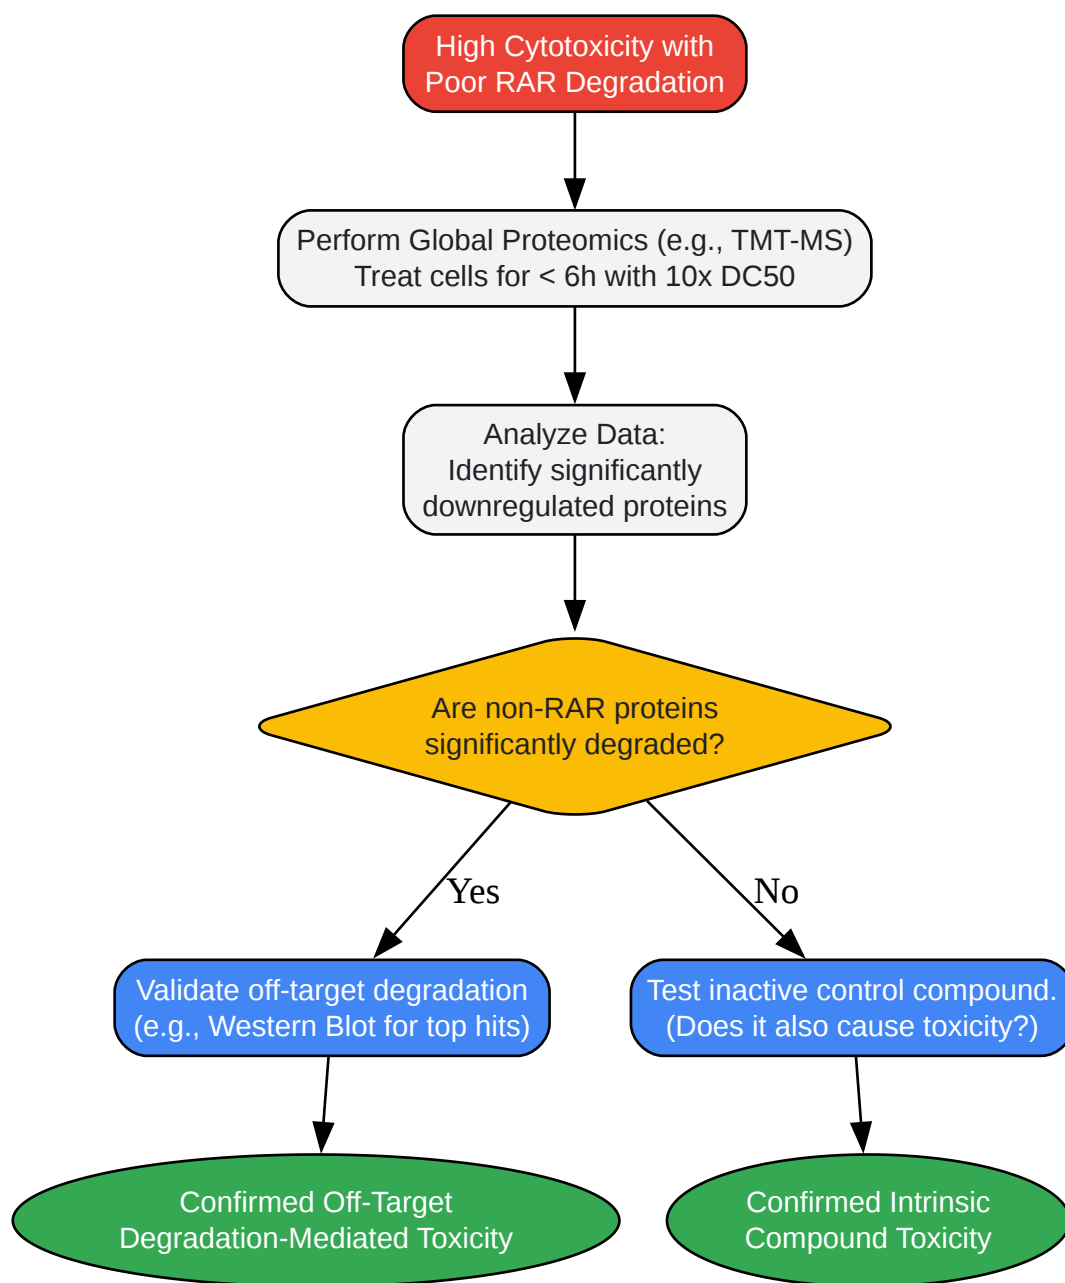 High Cytotoxicity with
Poor RAR Degradation
Perform Global Proteomics (e.g., TMT-MS)
Treat cells for < 6h with 10x DC50
Analyze Data:
Identify significantly
downregulated proteins
Are non-RAR proteins
significantly degraded?
Yes
No
Validate off-target degradation
(e.g., Western Blot for top hits)
Test inactive control compound.
(Does it also cause toxicity?)
Confirmed Off-Target
Degradation-Mediated Toxicity
Confirmed Intrinsic
Compound Toxicity